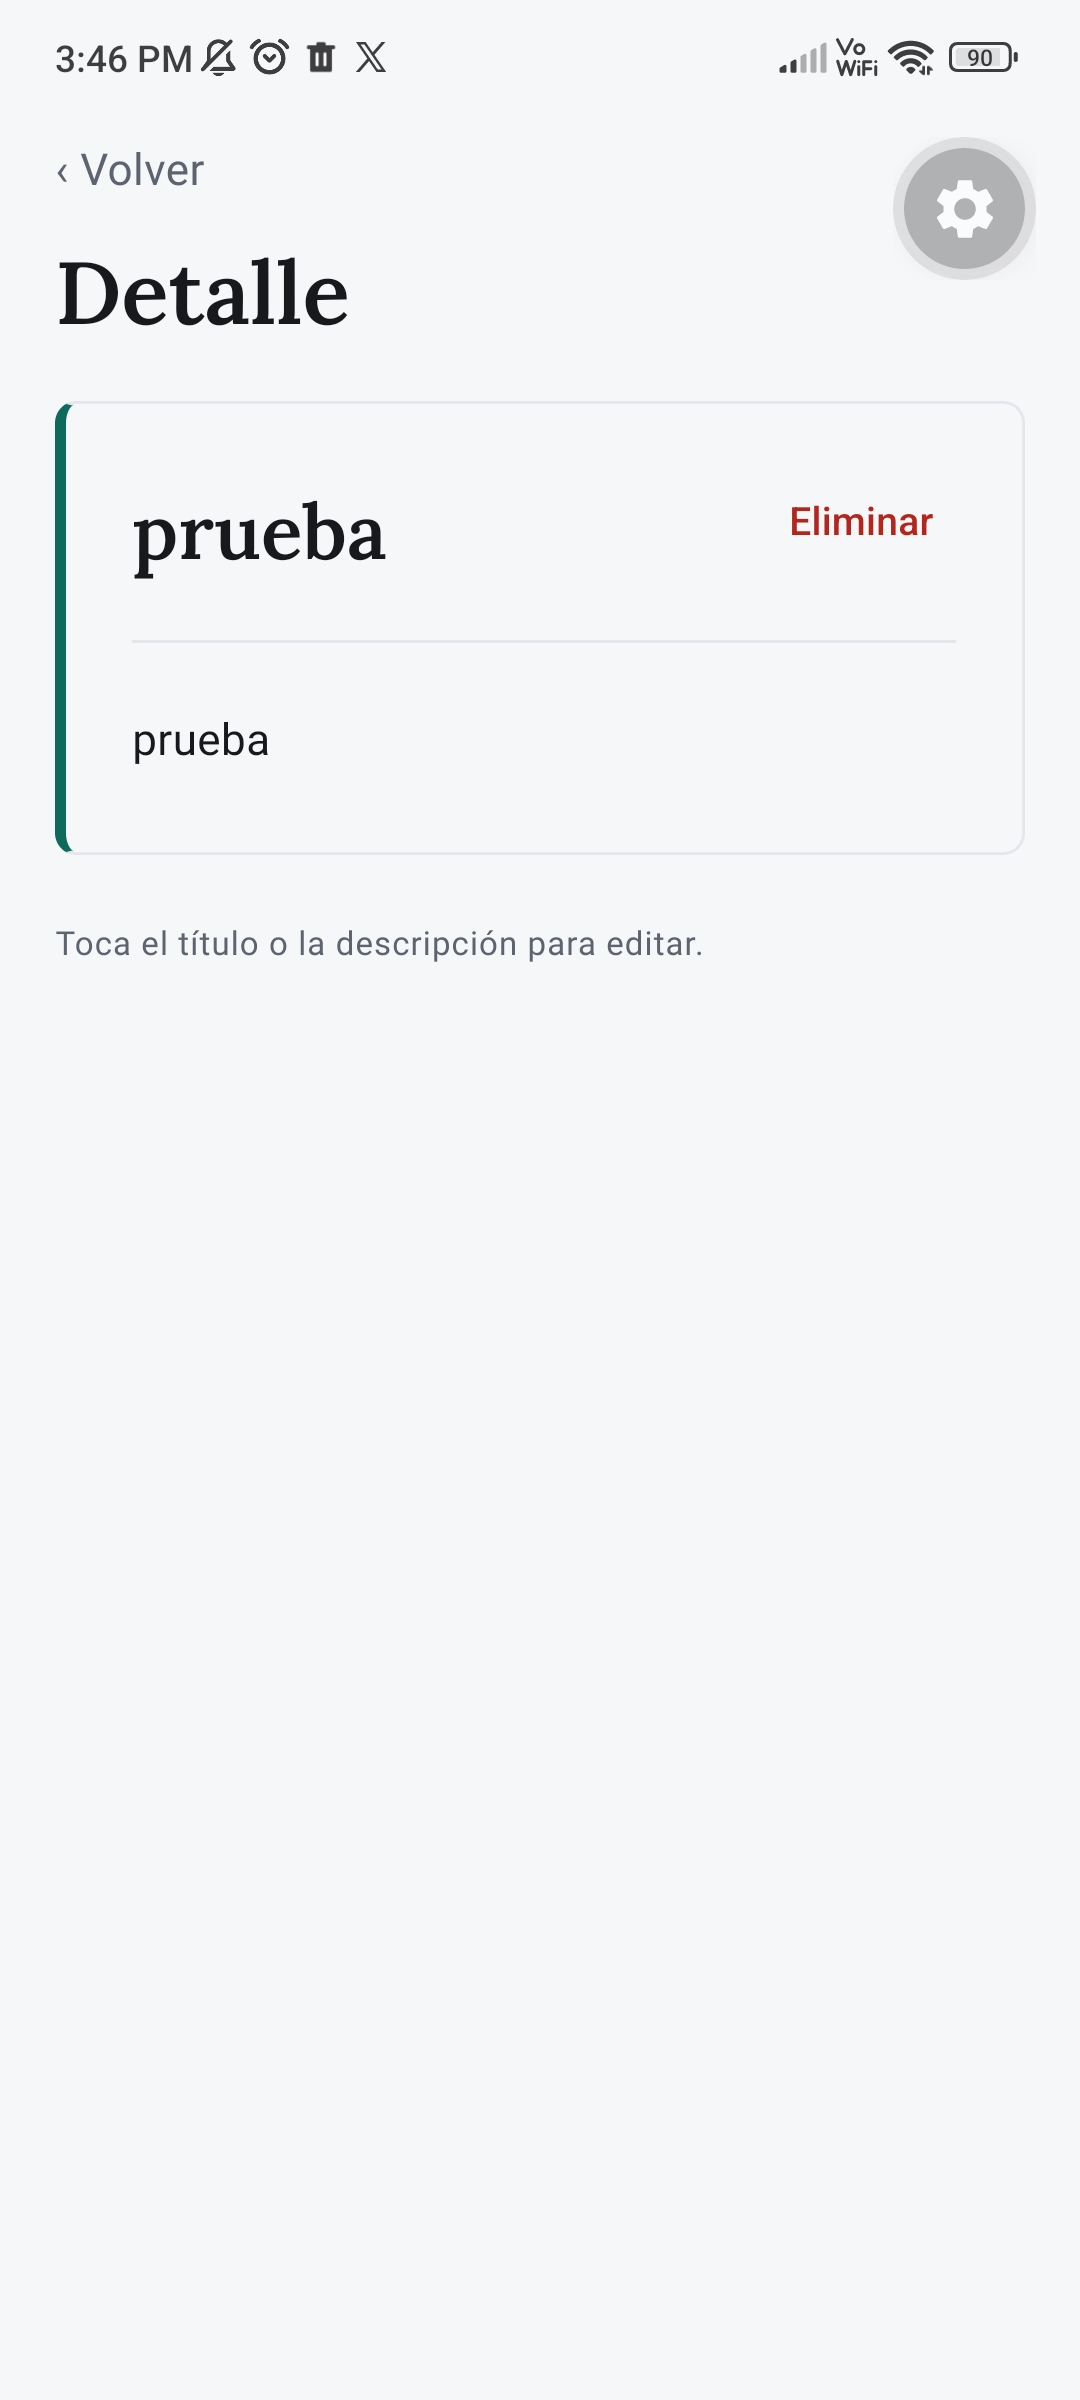 3:46 PM
Vo
WiFi
90
‹ Volver
Detalle
prueba
Eliminar
prueba
Toca el título o la descripción para editar.